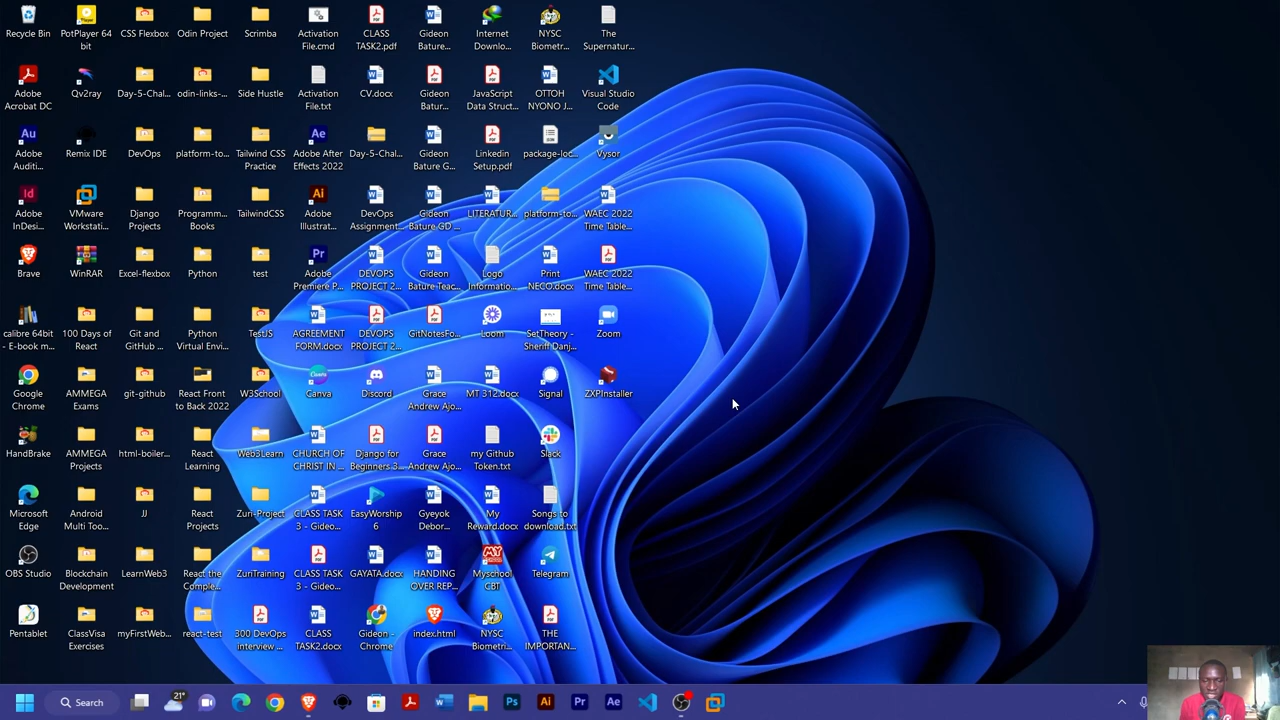 Recycle Bin
PotPlayer 64
bit
CSS Flexbox
Odin Project
Scrimba
Activation
File.cmd
CLASS
TASK2.pdf
Gideon
Bature...
Internet
Downlo...
NYSC
Biometr...
The
Supernatur...
Adobe
Acrobat DC
Qv2ray
Day-5-Chal...
odin-links-...
Side Hustle
Activation
File.txt
CV.docx
Gideon
Bature...
JavaScript
Data Struct...
OTTOH
NYONO J...
Visual Studio
Code
Adobe
Auditi...
Remix IDE
DevOps
platform-to...
Tailwind CSS
Practice
Adobe After
Effects 2022
Day-5-Chal...
Gideon
Bature G...
Linkedin
Setup.pdf
package-loc...
Vysor
Adobe
InDesi...
VMware
Workstati...
Django
Projects
Programm...
Books
TailwindCSS
Adobe
Illustrat...
DevOps
Assignment...
Gideon
Bature GD ...
LITERATUR...
platform-to...
WAEC 2022
Time Table...
Brave
WinRAR
Excel-flexbox
Python
test
Adobe
Premiere P...
DEVOPS
PROJECT 2...
Gideon
Bature Teac...
Logo
Informatio...
Print
NECO.docx
WAEC 2022
Time Table...
calibre 64bit
- E-book m...
100 Days of
React
Git and
GitHub ...
Python
Virtual Envi...
TestJS
AGREEMENT
FORM.docx
DEVOPS
PROJECT 2...
GitNotesFo...
Loom
SetTheory -
Sheriff Danj...
Zoom
Google
Chrome
AMMEGA
Exams
git-github
React Front
to Back 2022
W3School
Canva
Discord
Grace
Andrew Ajo...
MT 312.docx
Signal
ZXPInstaller
HandBrake
AMMEGA
Projects
html-boiler...
React
Learning
Web3Learn
CHURCH OF
CHRIST IN ...
Django for
Beginners 3...
Grace
Andrew Ajo...
my Github
Token.txt
Slack
Microsoft
Edge
Android
Multi Too...
JJ
React
Projects
Zuri-Project
CLASS TASK
3 - Gideo...
EasyWorship
6
Gyeyok
Debor...
My
Reward.docx
Songs to
download.txt
OBS Studio
Blockchain
Development
LearnWeb3
React the
Comple...
ZuriTraining
CLASS TASK
3 - Gideo...
GAYATA.docx
HANDING
OVER REP...
Myschool
CBT
Telegram
Pentablet
ClassVisa
Exercises
myFirstWeb...
react-test
300 DevOps
interview ...
CLASS
TASK2.docx
Gideon -
Chrome
index.html
NYSC
Biometri...
THE
IMPORTAN...
Search
21°